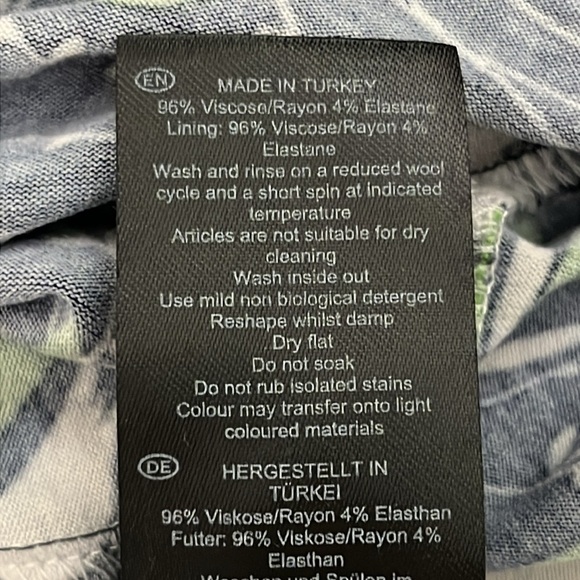 EN
MADE IN TURKEY
96% Viscose/Rayon 4% Elastane
Lining: 96% Viscose/Rayon 4%
Elastane
Wash and rinse on a reduced wool
cycle and a short spin at indicated
temperature
Articles are not suitable for dry
cleaning
Wash inside out
Use mild non biological detergent
Reshape whilst damp
Dry flat
Do not soak
Do not rub isolated stains
Colour may transfer onto light
coloured materials
DE
HERGESTELLT IN
TÜRKEI
96% Viskose/Rayon 4% Elasthan
Futter: 96% Viskose/Rayon 4%
Elasthan
Waschen und Spülen im